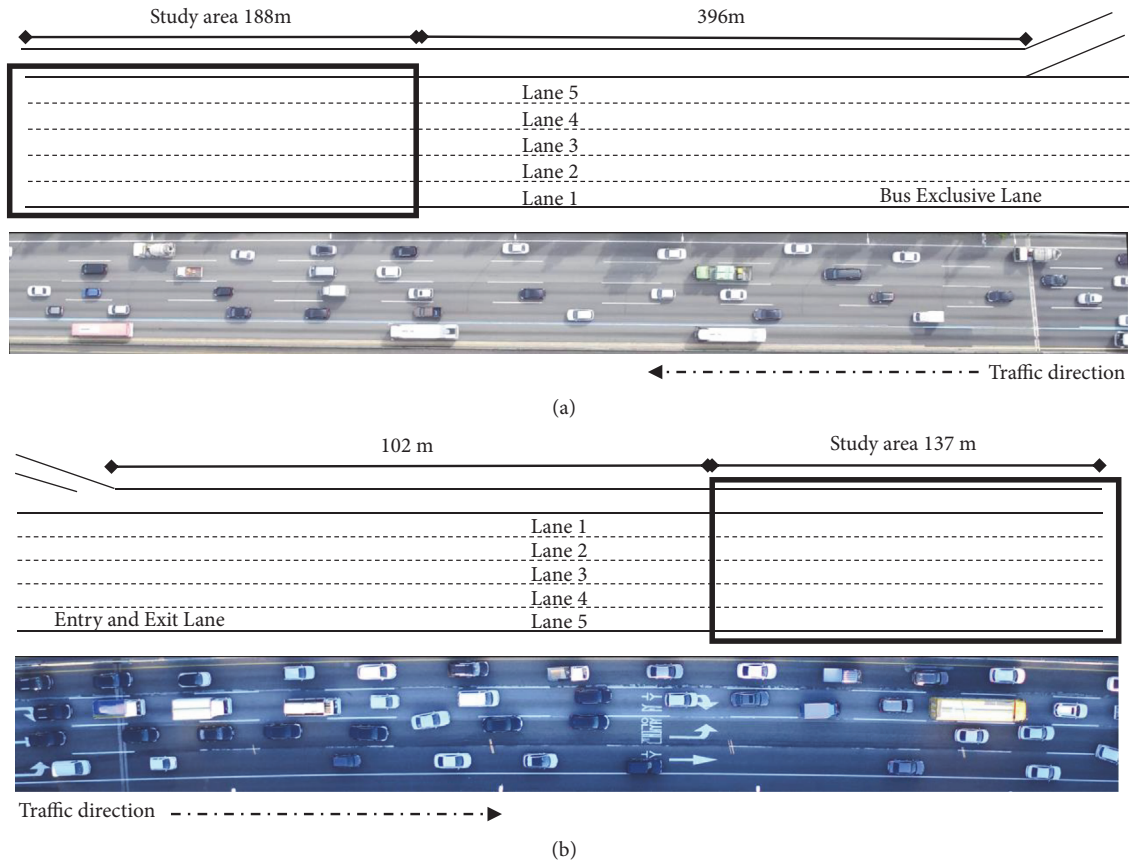 Study area 188m
396m
Lane 5
Lane 4
Lane 3
Lane 2
Lane 1
Bus Exclusive Lane
Traffic direction
(a)
102 m
Study area 137 m
Lane 1
Lane 2
Lane 3
Lane 4
Lane 5
Entry and Exit Lane
Traffic direction
(b)